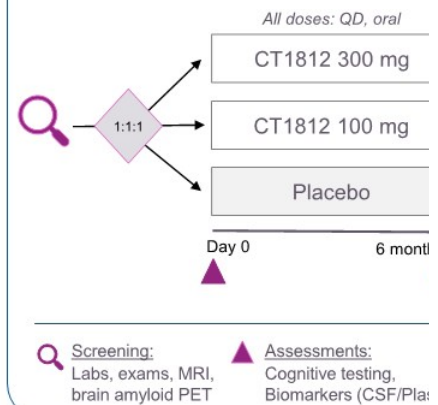 All doses: QD, oral
CT1812 300 mg
1:1:1
CT1812 100 mg
Placebo
Day 0
6 month
Screening:
Labs, exams, MRI,
brain amyloid PET
Assessments:
Cognitive testing,
Biomarkers (CSF/Plas